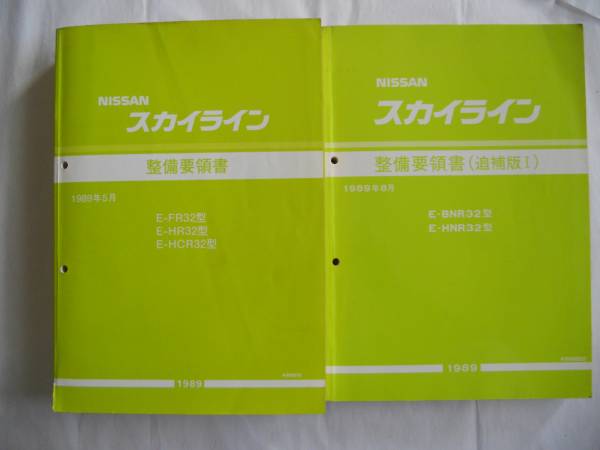 NISSAN
スカイライン
整備要領書
1989年5月
E-FR32型
E-HR32型
E-HCR32型
1989
NISSAN
スカイライン
整備要領書(追補版I)
1989年8月
E-BNR32型
E-HNR32型
1989